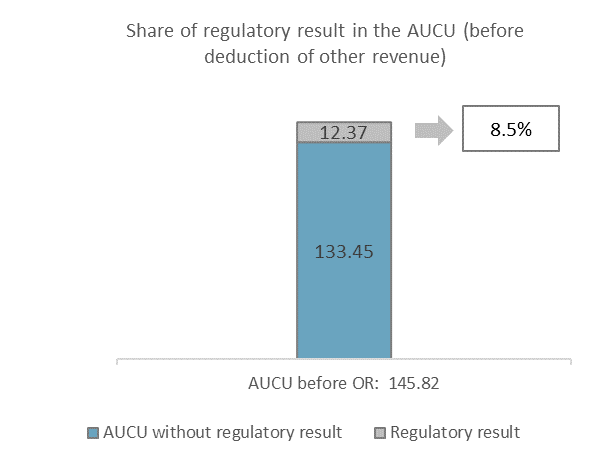 Share of regulatory result in the AUCU (before
deduction of other revenue)
12.37
8.5%
133.45
AUCU before OR:  145.82
AUCU without regulatory result
Regulatory result